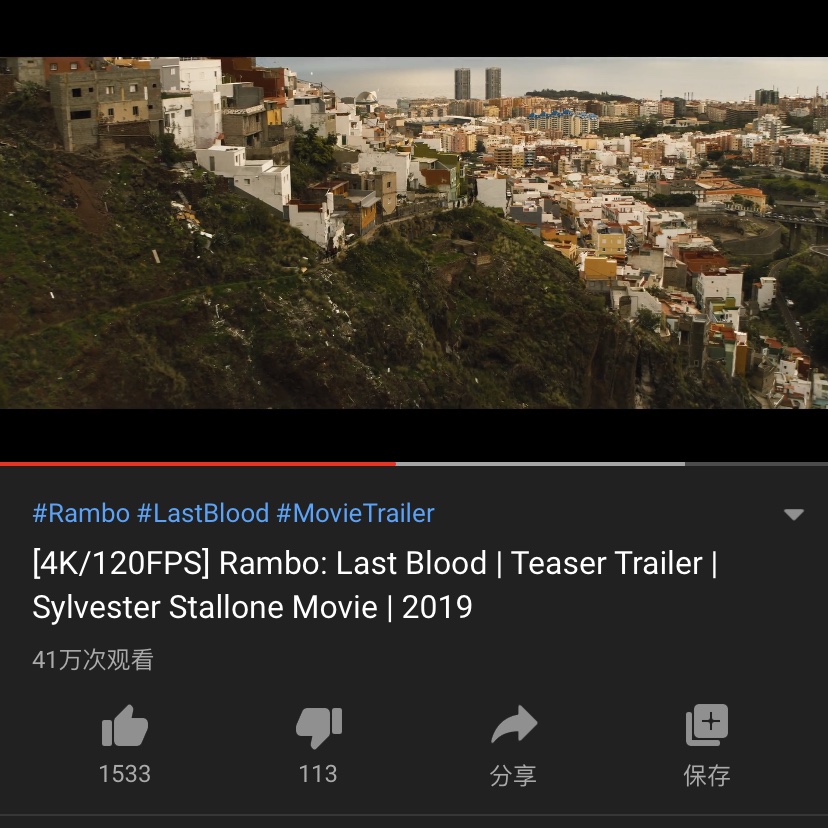 #Rambo #LastBlood #MovieTrailer
[4K/120FPS] Rambo: Last Blood | Teaser Trailer |
Sylvester Stallone Movie | 2019
41万次观看
1533 113 分享 保存